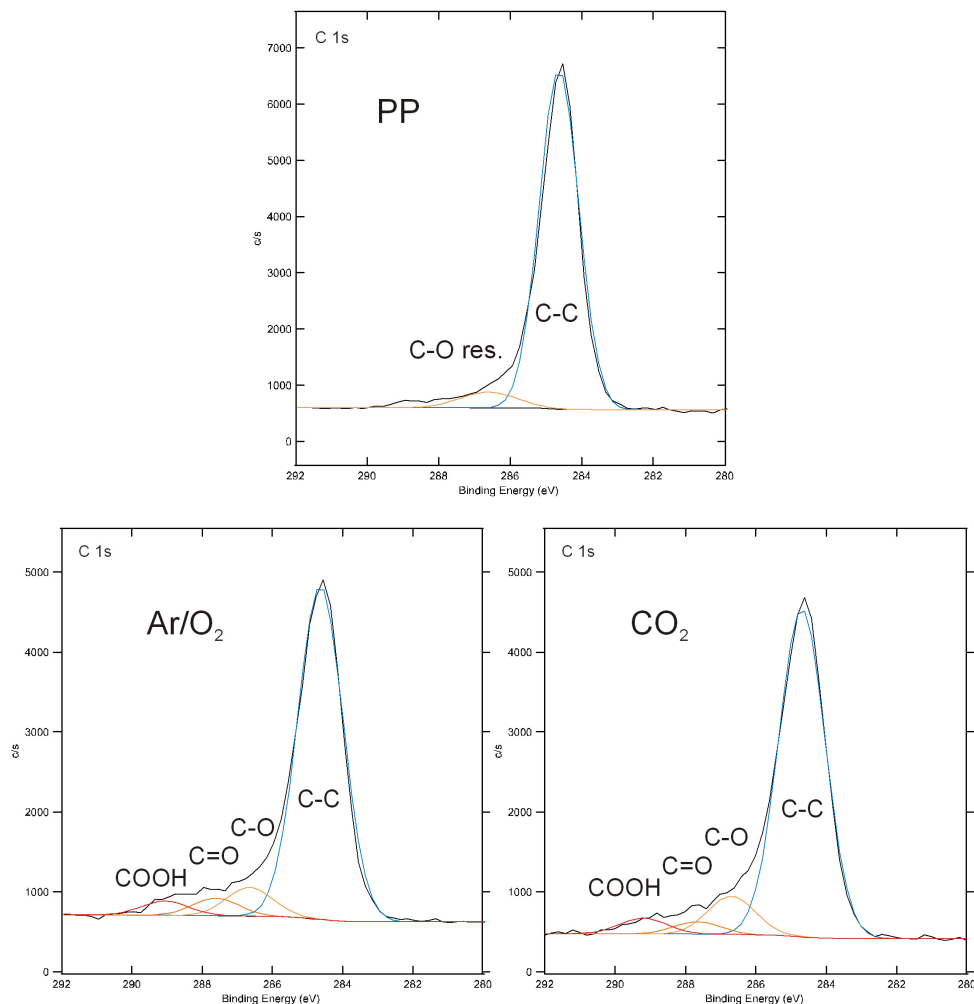 C 1s
PP
7000
6000
5000
4000
3000
2000
1000
0
c/s
C-C
C-O res.
292 290 288 286 284 282 280
Binding Energy (eV)
C 1s
Ar/O₂
5000
4000
3000
2000
1000
0
c/s
C-C
C-O
C=O
COOH
292 290 288 286 284 282 280
Binding Energy (eV)
C 1s
CO₂
5000
4000
3000
2000
1000
0
c/s
C-C
C-O
C=O
COOH
292 290 288 286 284 282 280
Binding Energy (eV)